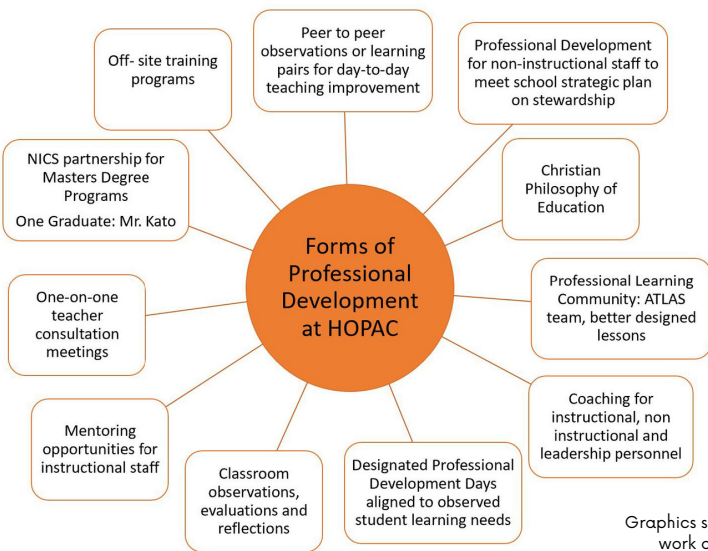 Off- site training
programs
Peer to peer
observations or learning
pairs for day-to-day
teaching improvement
Professional Development
for non-instructional staff to
meet school strategic plan
on stewardship
NICS partnership for
Masters Degree
Programs
One Graduate: Mr. Kato
Christian
Philosophy of
Education
Forms of
Professional
Development
at HOPAC
One-on-one
teacher
consultation
meetings
Professional Learning
Community: ATLAS
team, better designed
lessons
Mentoring
opportunities for
instructional staff
Classroom
observations,
evaluations and
reflections
Designated Professional
Development Days
aligned to observed
student learning needs
Coaching for
instructional, non
instructional and
leadership personnel
Graphics s
work